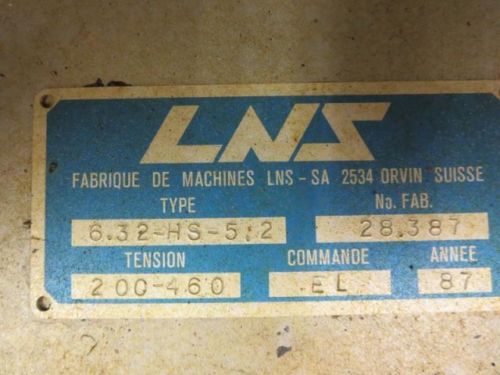 LNS
FABRIQUE DE MACHINES LNS - SA 2534 ORVIN SUISSE
TYPE No. FAB.
6.32-HS-5.2 28.387
TENSION COMMANDE ANNEE
200-460 EL 87